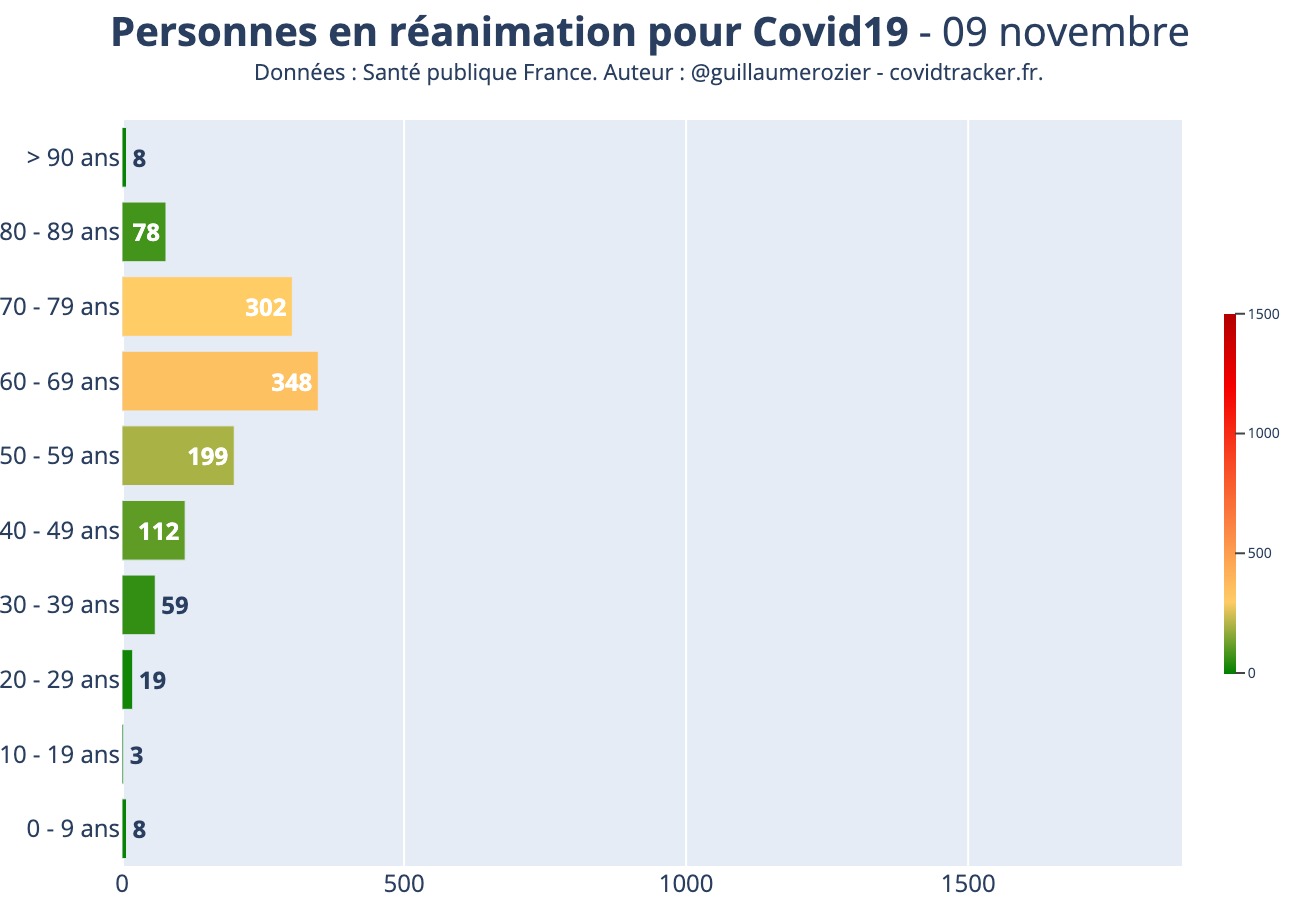 Personnes en réanimation pour Covid19 - 09 novembre
Données : Santé publique France. Auteur : @guillaumerozier - covidtracker.fr.
> 90 ans 8
80 - 89 ans 78
70 - 79 ans 302
60 - 69 ans 348
50 - 59 ans 199
40 - 49 ans 112
30 - 39 ans 59
20 - 29 ans 19
10 - 19 ans 3
0 - 9 ans 8
0 500 1000 1500
1500
1000
500
0